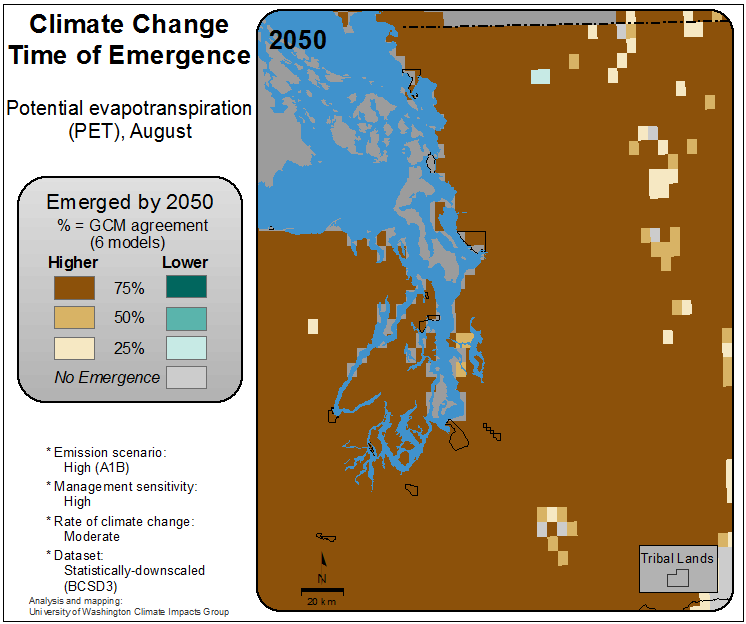 Climate Change
Time of Emergence
Potential evapotranspiration
(PET), August
Emerged by 2050
% = GCM agreement
(6 models)
Higher Lower
75%
50%
25%
No Emergence
* Emission scenario:
High (A1B)
* Management sensitivity:
High
* Rate of climate change:
Moderate
* Dataset:
Statistically-downscaled
(BCSD3)
Analysis and mapping:
University of Washington Climate Impacts Group
2050
N
20 km
Tribal Lands